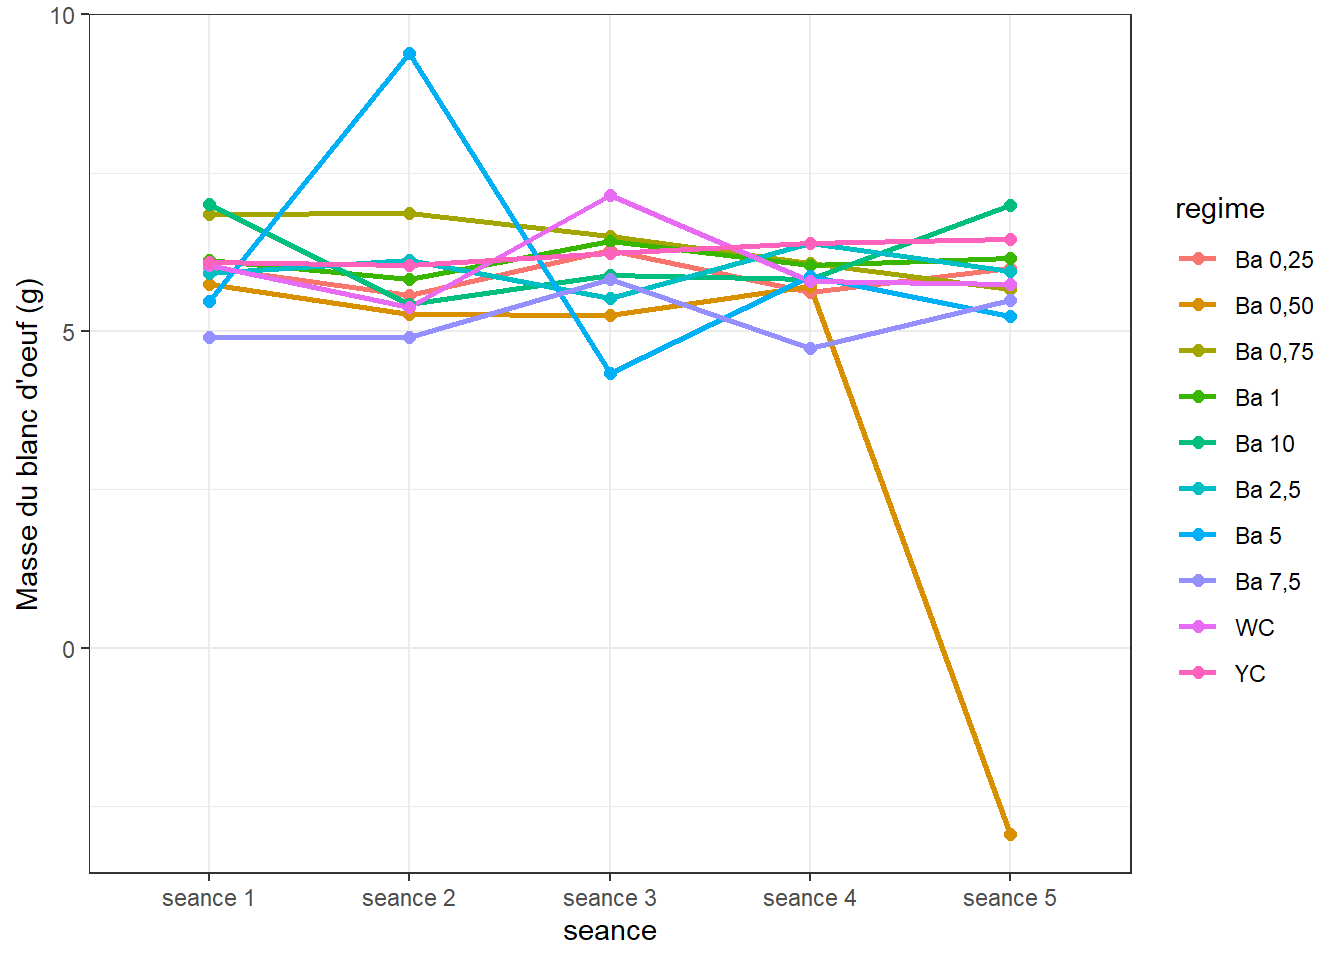 10
5
0
Masse du blanc d'oeuf (g)
seance 1
seance 2
seance 3
seance 4
seance 5
seance
regime
Ba 0,25
Ba 0,50
Ba 0,75
Ba 1
Ba 10
Ba 2,5
Ba 5
Ba 7,5
WC
YC